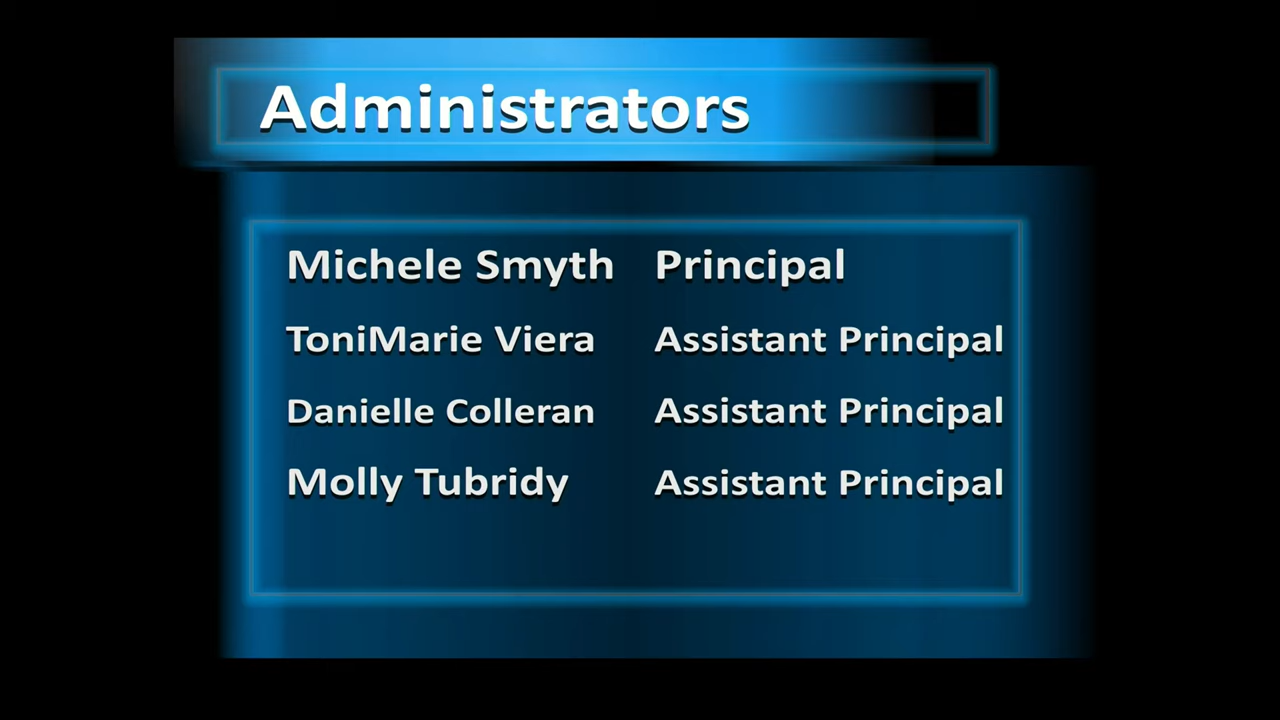 Administrators
Michele Smyth Principal
ToniMarie Viera Assistant Principal
Danielle Colleran Assistant Principal
Molly Tubridy Assistant Principal